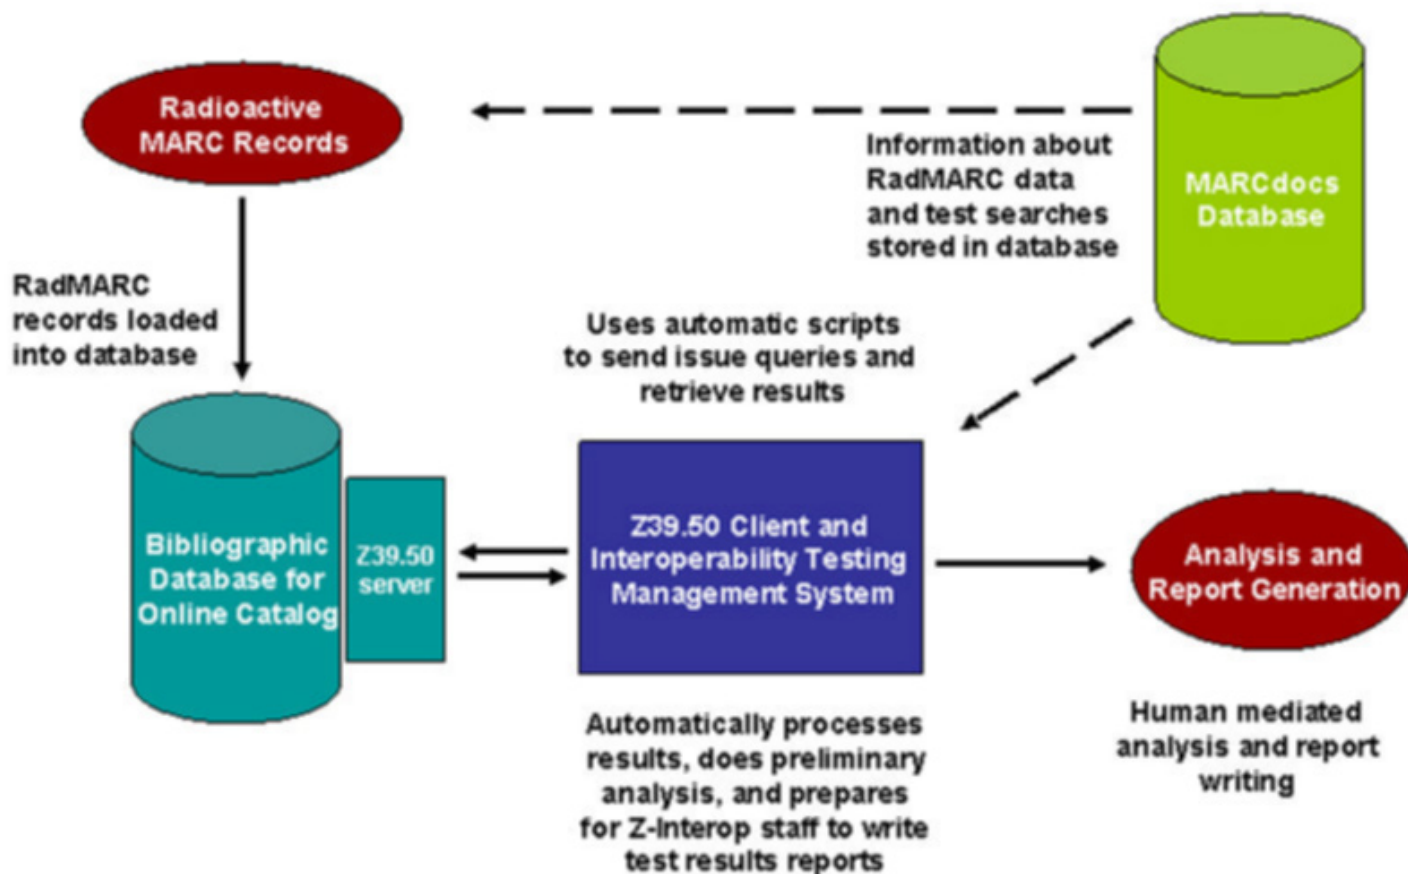 Radioactive
MARC Records
Information about
RadMARC data
and test searches
stored in database
MARCdocs
Database
RadMARC
records loaded
into database
Uses automatic scripts
to send issue queries and
retrieve results
Bibliographic
Database for
Online Catalog
Z39.50
server
Z39.50 Client and
Interoperability Testing
Management System
Analysis and
Report Generation
Automatically processes
results, does preliminary
analysis, and prepares
for Z-Interop staff to write
test results reports
Human mediated
analysis and report
writing